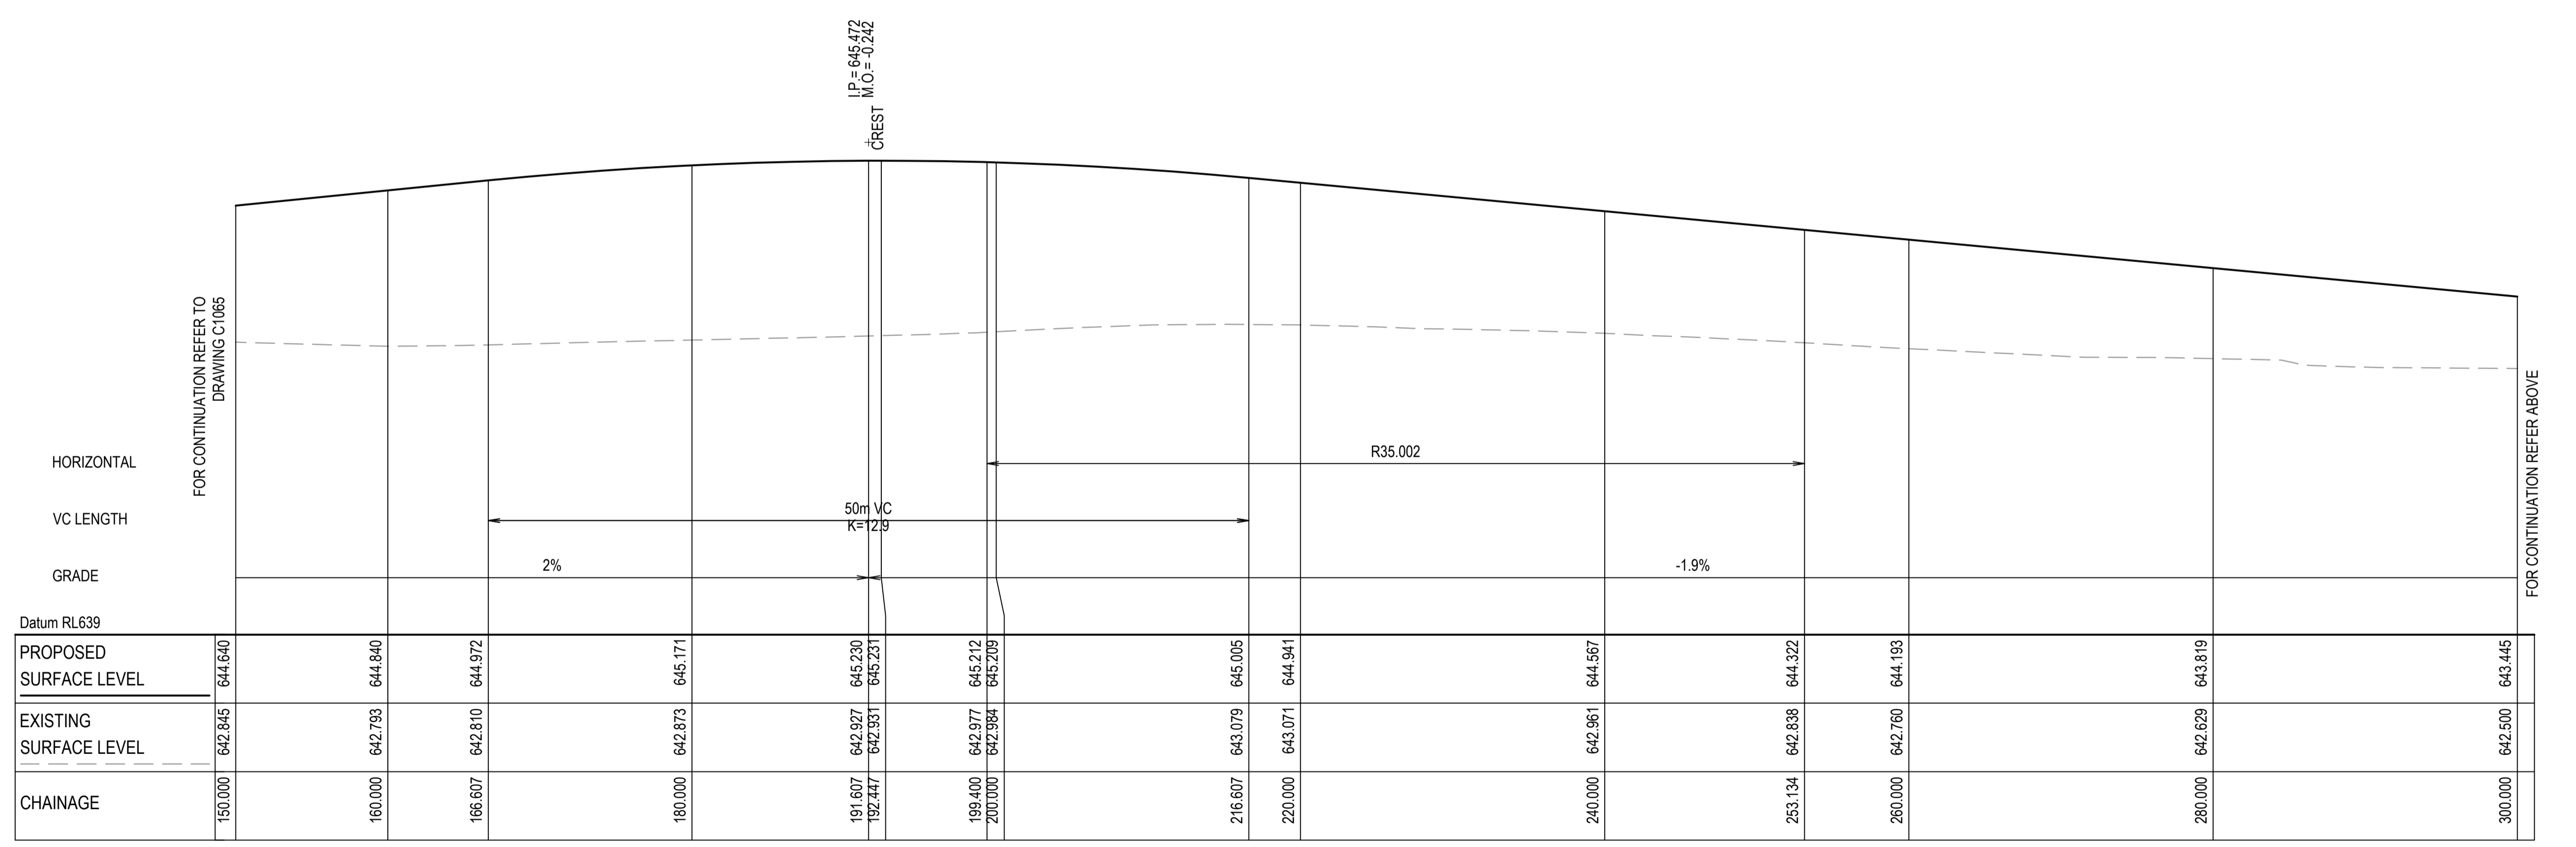 I.P.= 645.472
M.O.= -0.242
CREST
FOR CONTINUATION REFER TO
DRAWING C1065
FOR CONTINUATION REFER ABOVE
HORIZONTAL
R35.002
VC LENGTH
50m VC
K=12.9
GRADE
2%
-1.9%
Datum RL639
PROPOSED
SURFACE LEVEL
644.640 644.840 644.972 645.171 645.230 645.231 645.212 645.209 645.005 644.941 644.567 644.322 644.193 643.819 643.445
EXISTING
SURFACE LEVEL
642.845 642.793 642.810 642.873 642.927 642.931 642.977 642.984 643.079 643.071 642.961 642.838 642.760 642.629 642.500
CHAINAGE
150.000 160.000 166.607 180.000 191.607 192.447 199.400 200.000 216.607 220.000 240.000 253.134 260.000 280.000 300.000